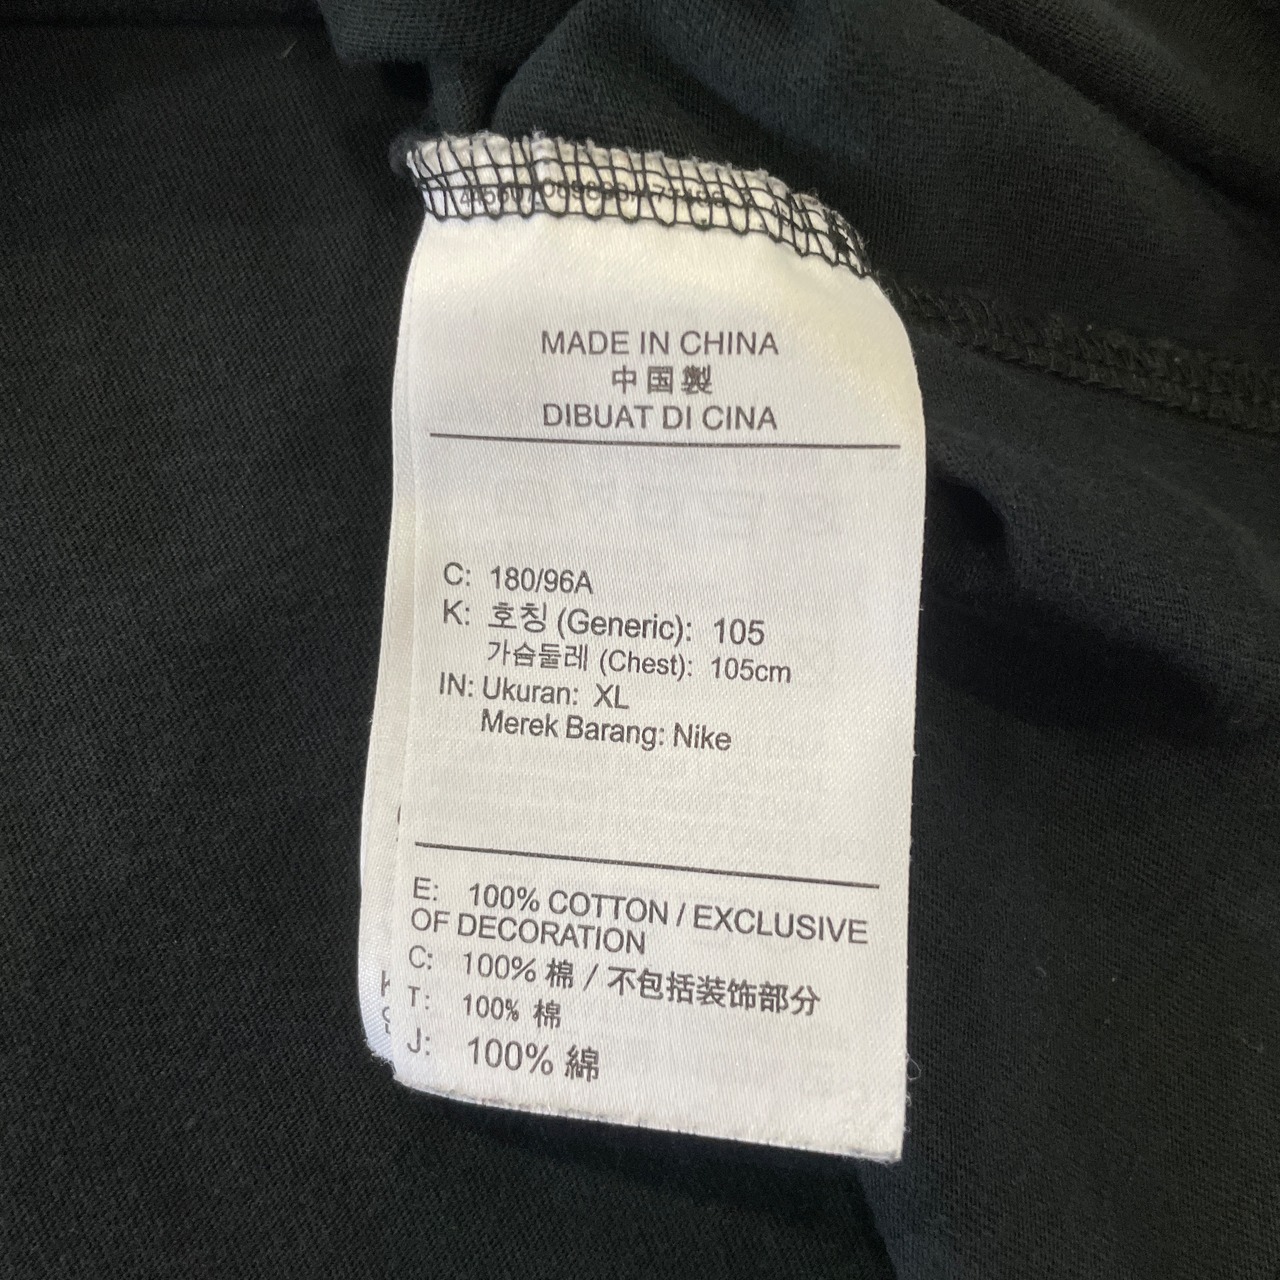 MADE IN CHINA
中国製
DIBUAT DI CINA
C: 180/96A
K: 호칭 (Generic): 105
가슴둘레 (Chest): 105cm
IN: Ukuran: XL
Merek Barang: Nike
E: 100% COTTON / EXCLUSIVE
OF DECORATION
C: 100% 棉 / 不包括装饰部分
T: 100% 棉
J: 100% 綿